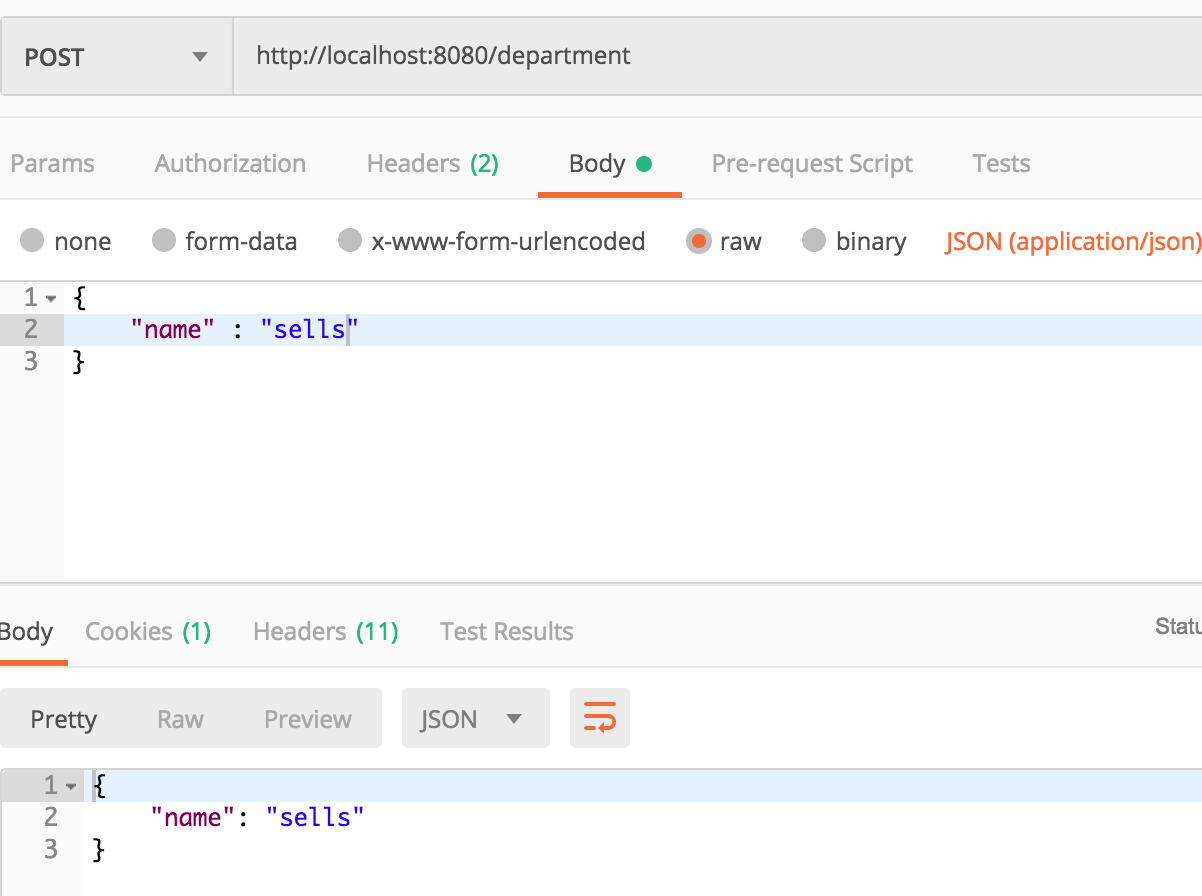 POST http://localhost:8080/department
Params Authorization Headers (2) Body Pre-request Script Tests
none form-data x-www-form-urlencoded raw binary JSON (application/json)
1 {
2 "name" : "sells"
3 }
Body Cookies (1) Headers (11) Test Results Statu
Pretty Raw Preview JSON
1 {
2 "name": "sells"
3 }